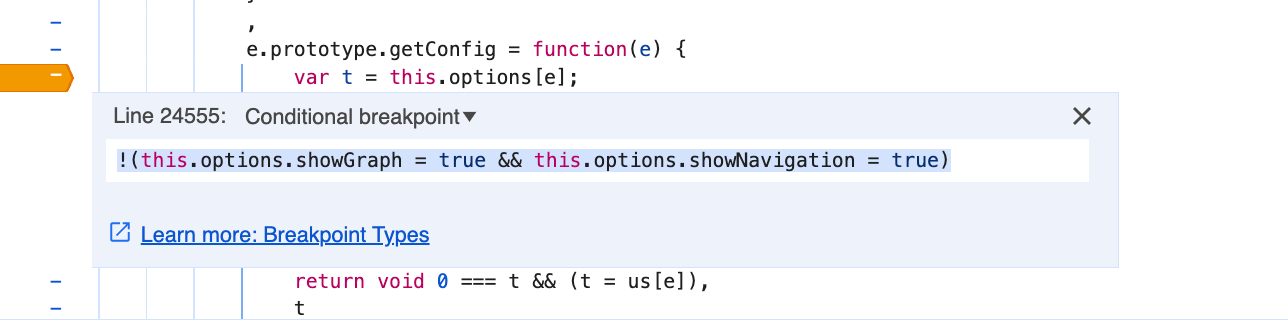 ,
e.prototype.getConfig = function(e) {
var t = this.options[e];
Line 24555: Conditional breakpoint▼
!(this.options.showGraph = true && this.options.showNavigation = true)
Learn more: Breakpoint Types
return void 0 === t && (t = us[e]),
t